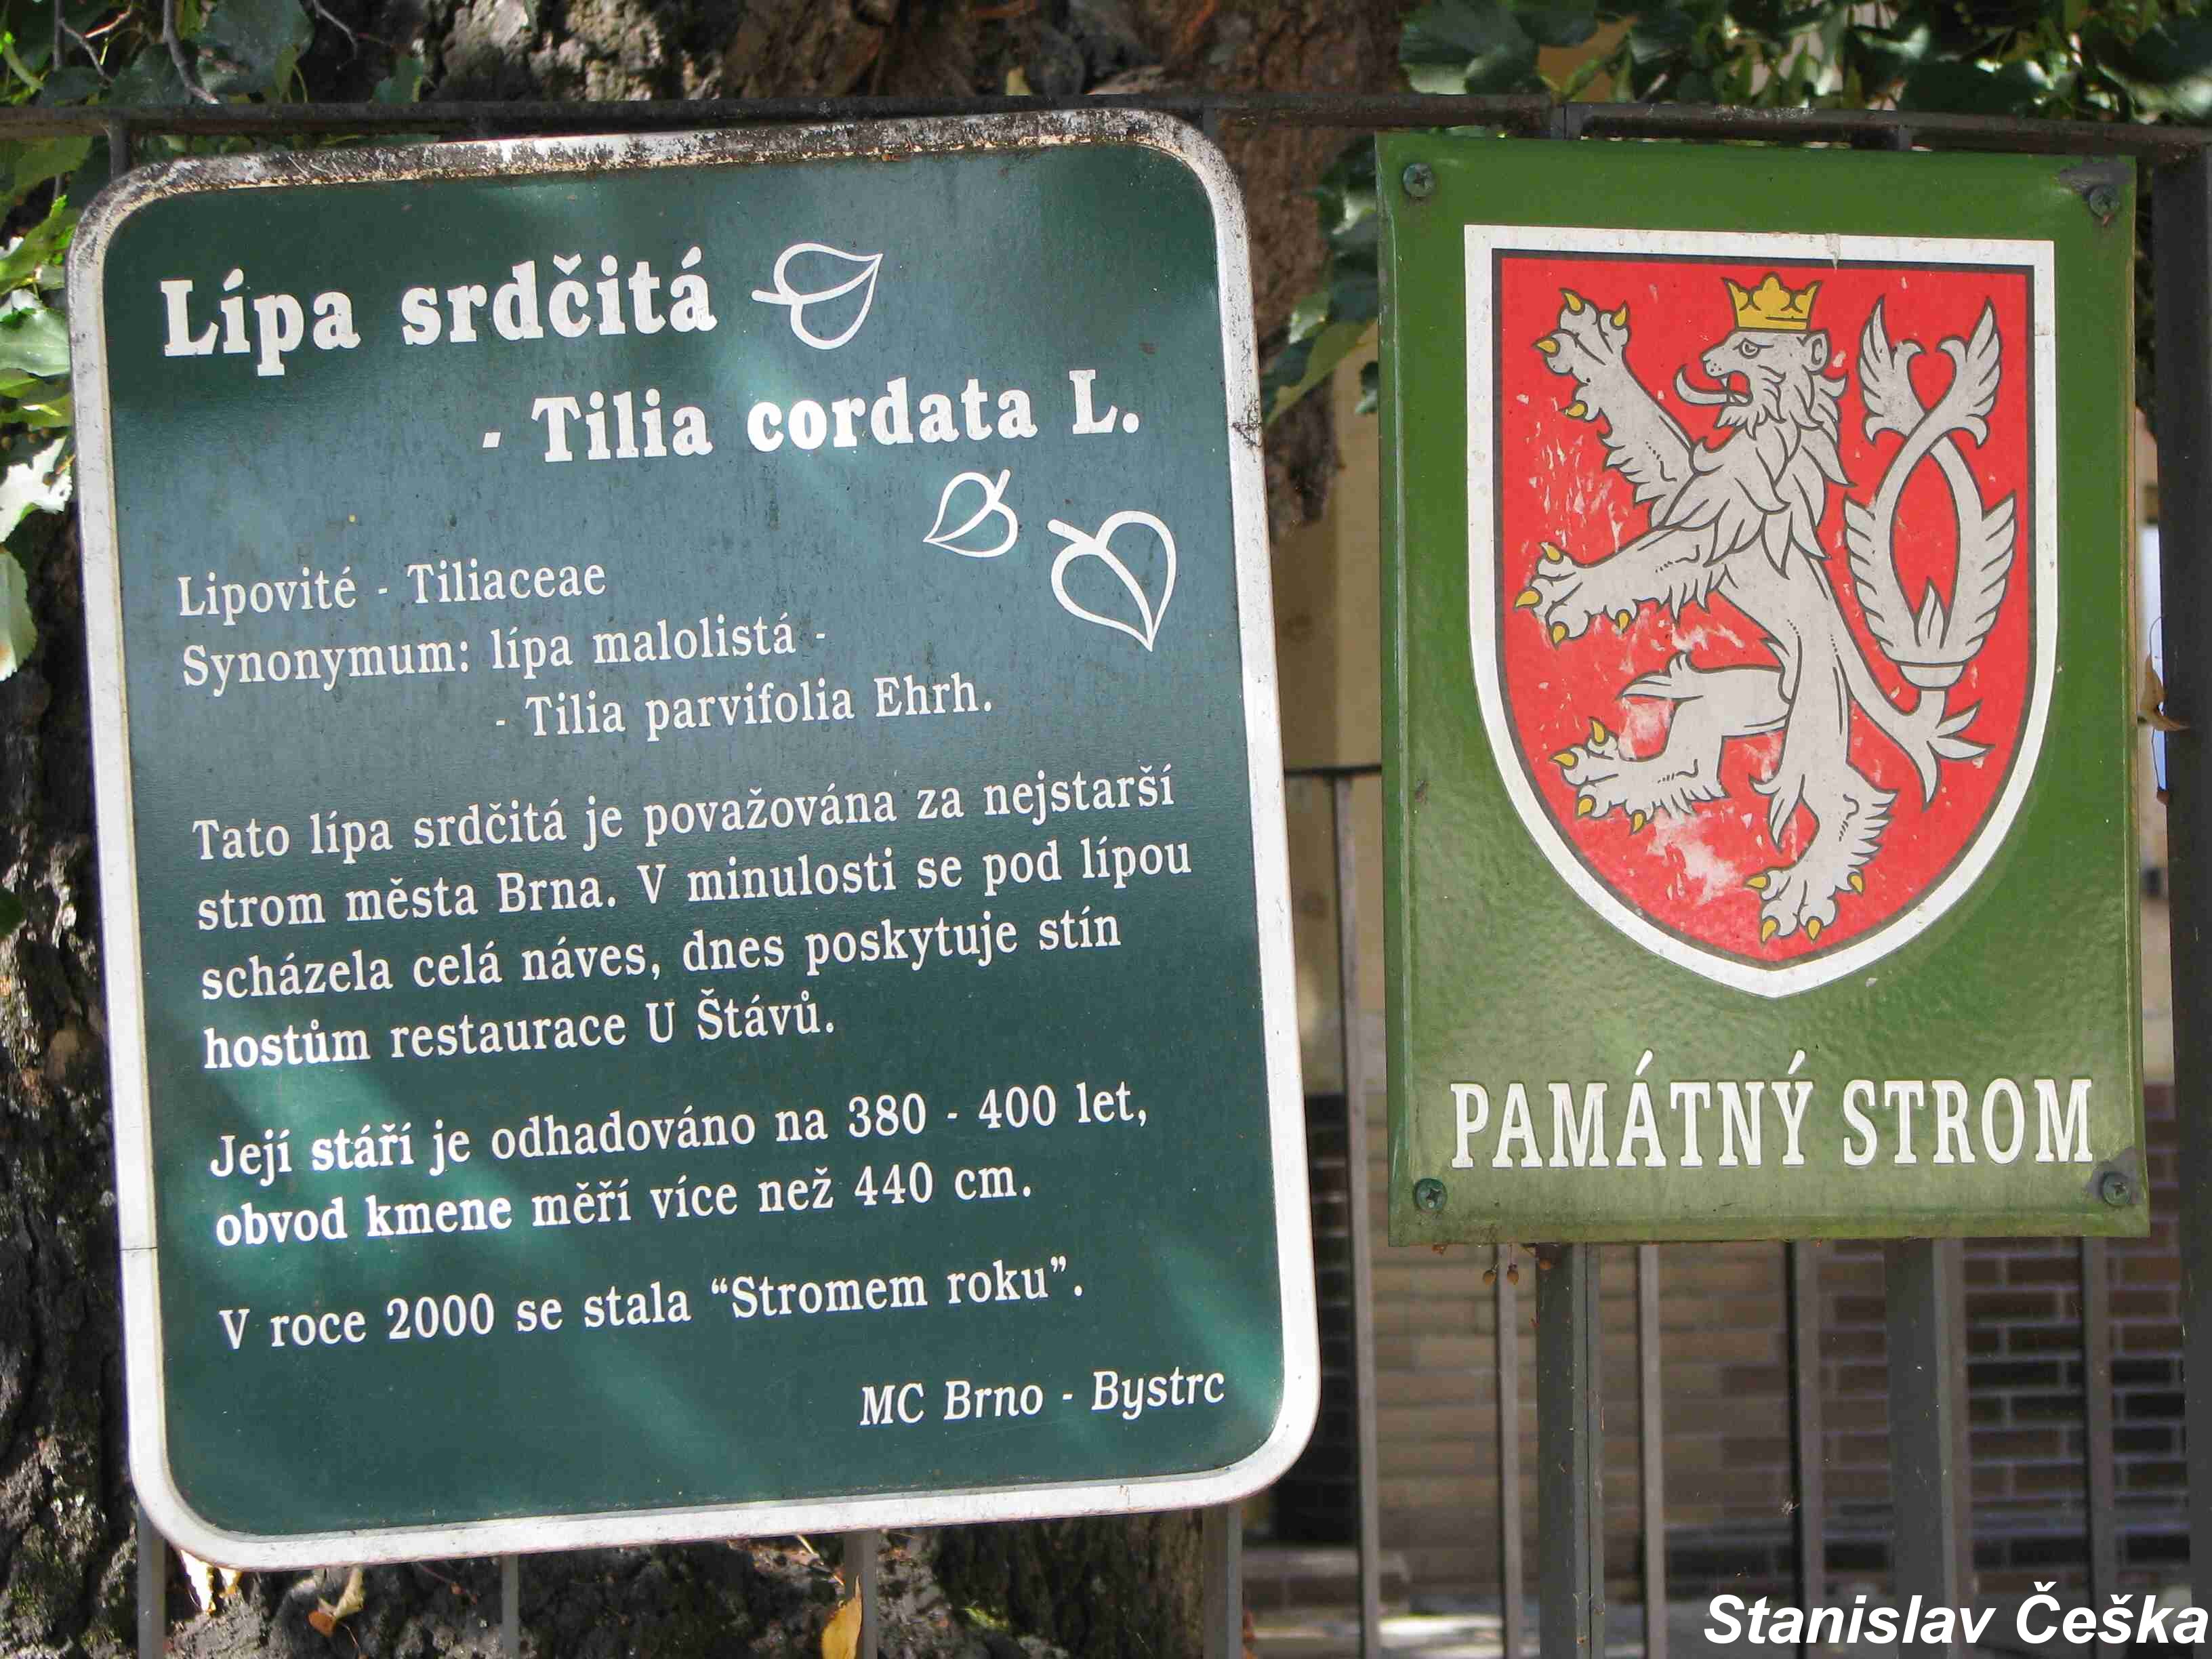 Lípa srdčitá
- Tilia cordata L.
Lipovité - Tiliaceae
Synonymum: lípa malolistá -
- Tilia parvifolia Ehrh.
Tato lípa srdčitá je považována za nejstarší
strom města Brna. V minulosti se pod lípou
scházela celá náves, dnes poskytuje stín
hostům restaurace U Štávů.
Její stáří je odhadováno na 380 - 400 let,
obvod kmene měří více než 440 cm.
V roce 2000 se stala “Stromem roku”.
MC Brno - Bystrc
PAMÁTNÝ STROM
Stanislav Češka